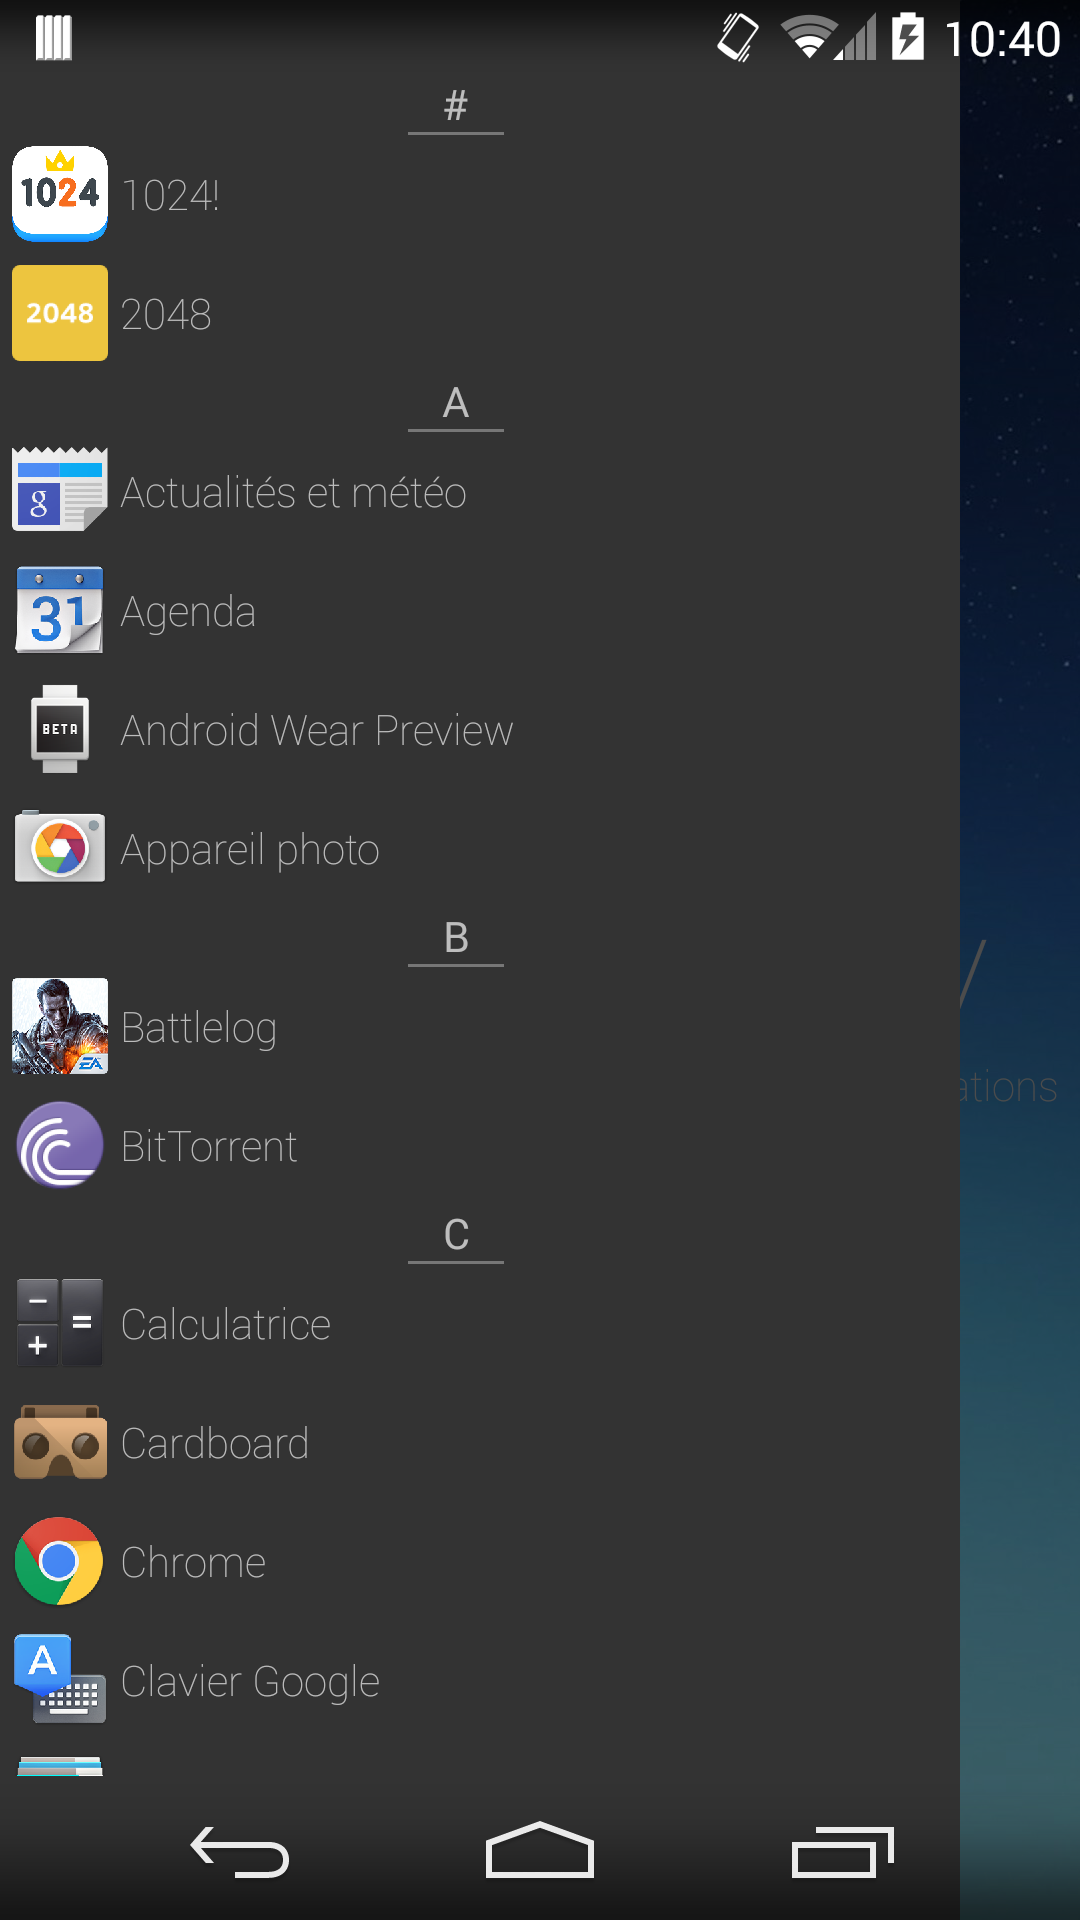 10:40
#
1024
1024!
2048
2048
A
g
Actualités et météo
31
Agenda
BETA
Android Wear Preview
Appareil photo
B
EA
Battlelog
BitTorrent
ations
C
− + =
Calculatrice
Cardboard
Chrome
A
Clavier Google